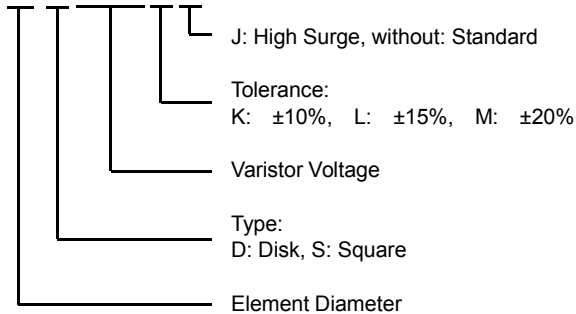 J: High Surge, without: Standard
Tolerance:
K: ±10%, L: ±15%, M: ±20%
Varistor Voltage
Type:
D: Disk, S: Square
Element Diameter